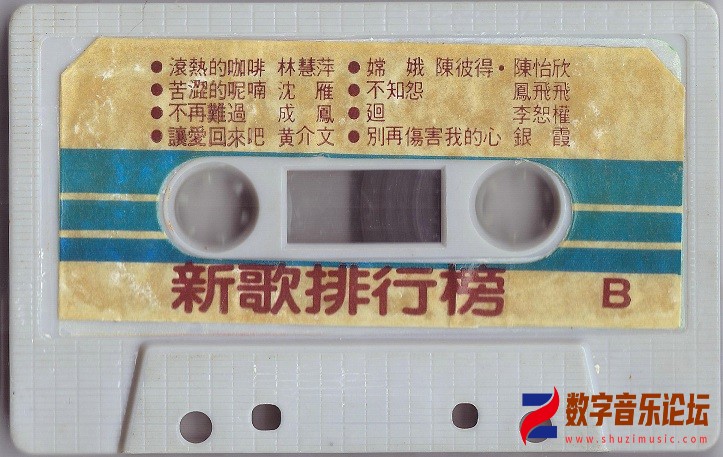 ● 滾熱的咖啡 林慧萍 ● 嫦 娥 陳彼得·陳怡欣
● 苦澀的呢喃 沈 雁 ● 不知怨 鳳飛飛
● 不再難過 成 鳳 ● 廻 李恕權
● 讓愛回來吧 黄介文 ● 別再傷害我的心 銀 霞
新歌排行榜 B
数字音乐论坛
www.shuzimusic.com